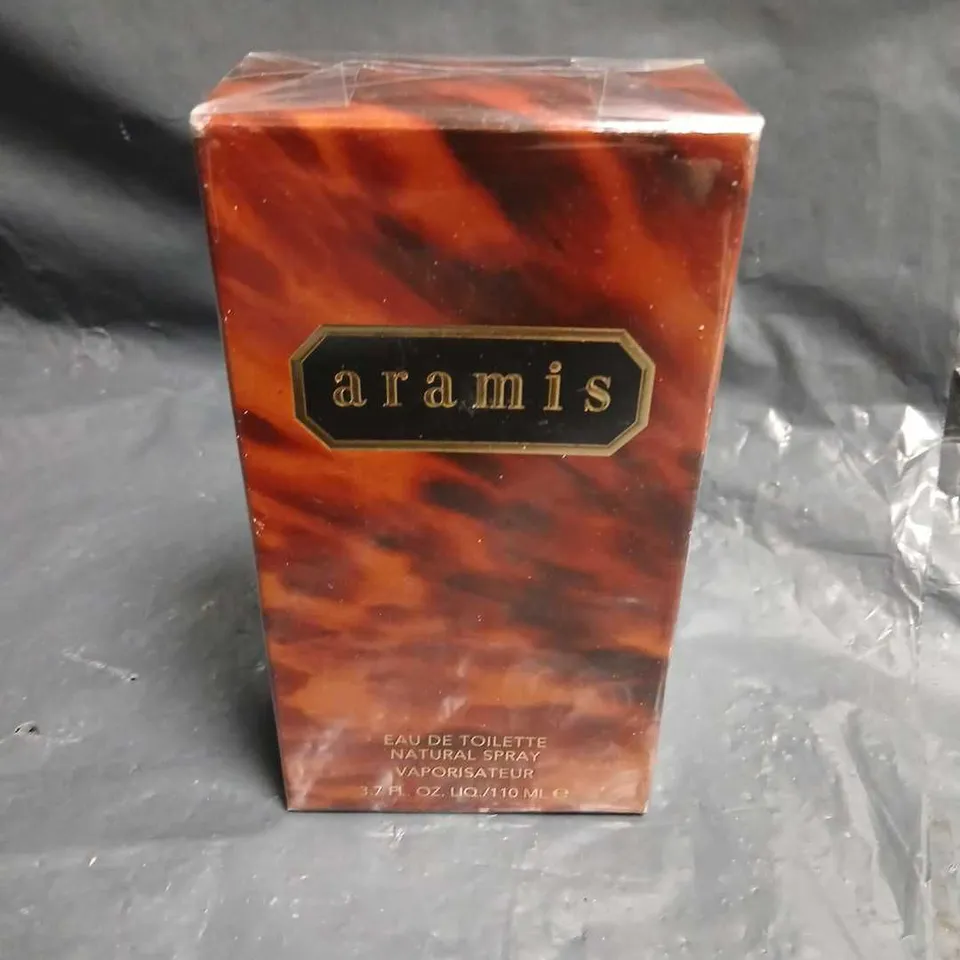 aramis
EAU DE TOILETTE
NATURAL SPRAY
VAPORISATEUR
3.7 FL. OZ. LIQ./110 ML ℮